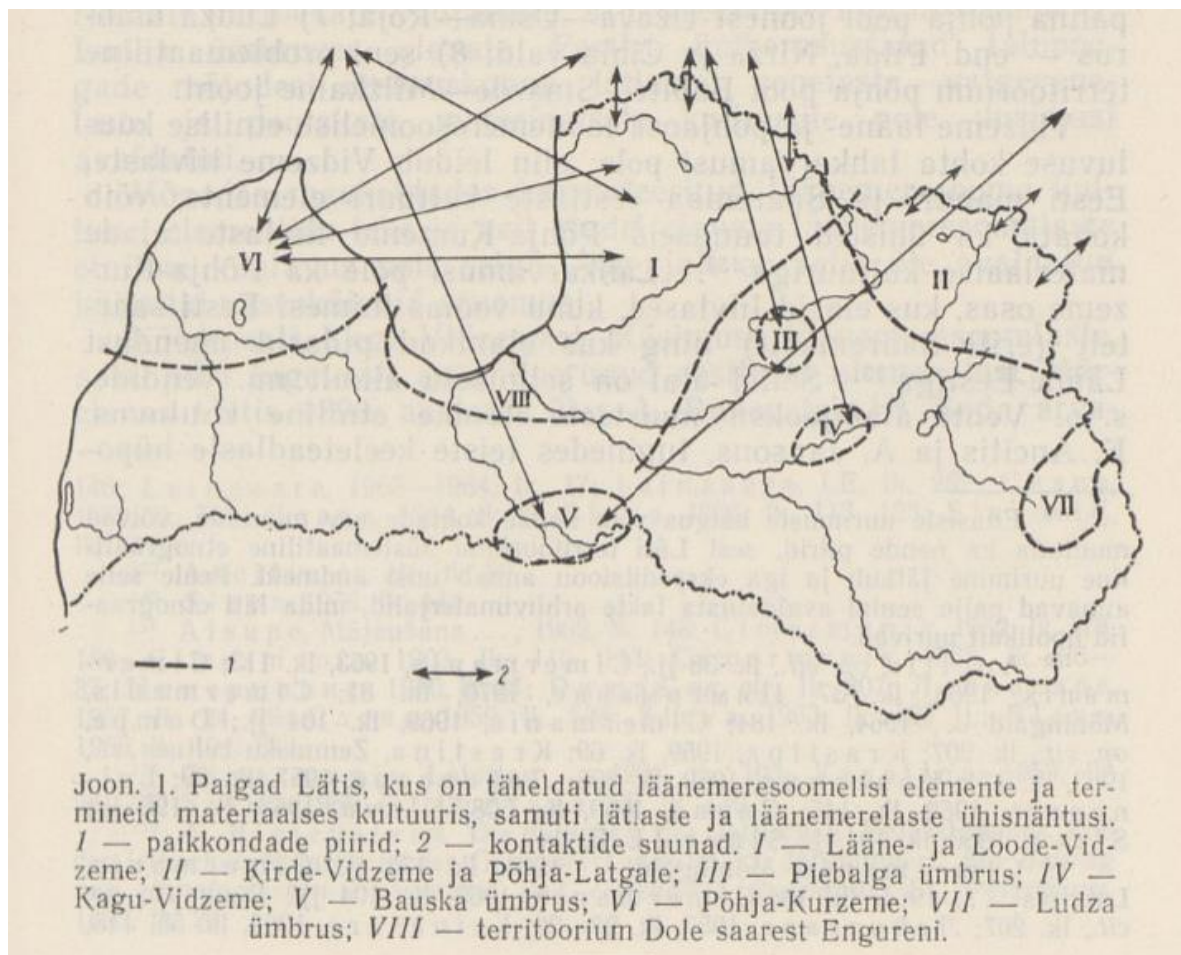 VI
I
II
III
IV
VIII
V
VII
1
2
Joon. 1. Paigad Lätis, kus on täheldatud läänemeresoomelisi elemente ja ter-
mineid materiaalses kultuuris, samuti lätlaste ja läänemerelaste ühisnähtusi.
1 — paikkondade piirid; 2 — kontaktide suunad. I — Lääne- ja Loode-Vid-
zeme; II — Kirde-Vidzeme ja Põhja-Latgale; III — Piebalga ümbrus; IV —
Kagu-Vidzeme; V — Bauska ümbrus; VI — Põhja-Kurzeme; VII — Ludza
ümbrus; VIII — territoorium Dole saarest Engureni.